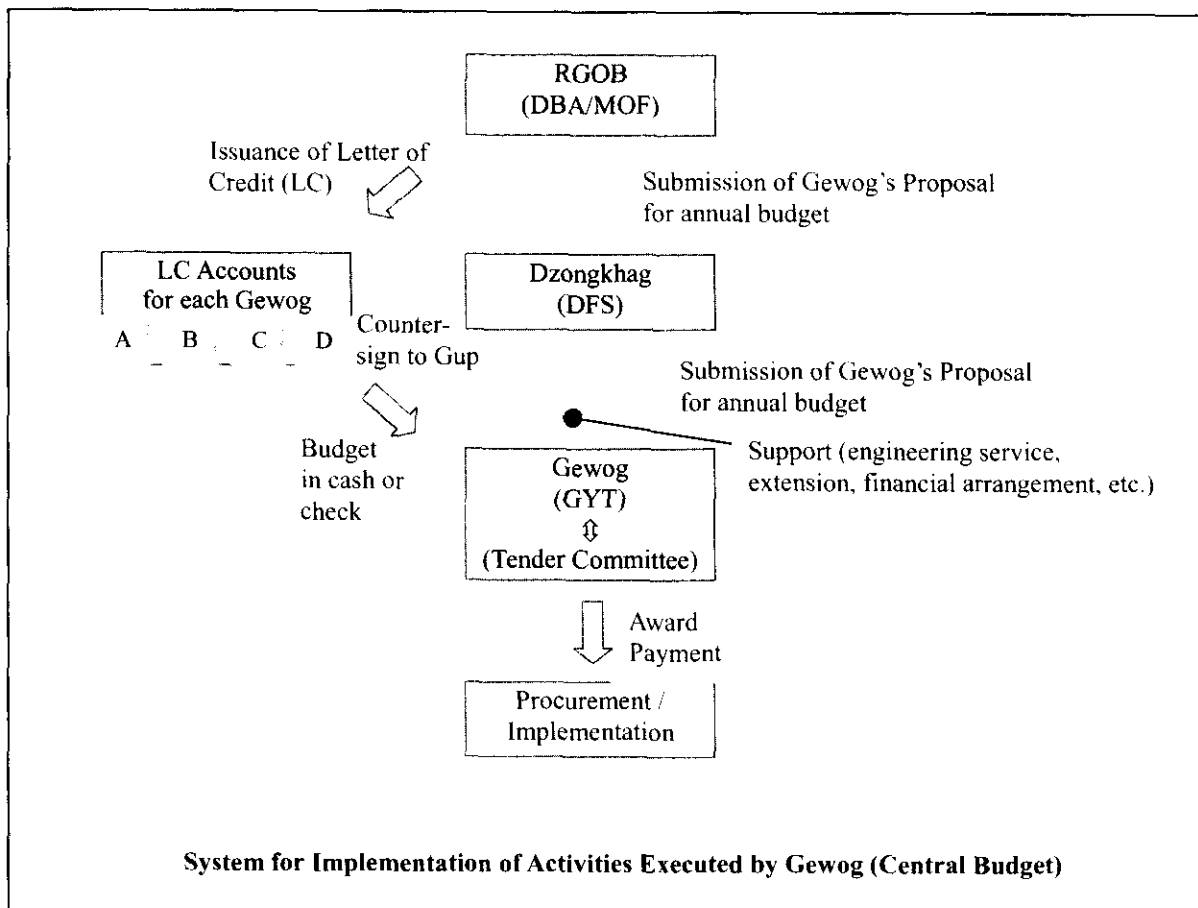 RGOB
(DBA/MOF)
Issuance of Letter of
Credit (LC)
Submission of Gewog's Proposal
for annual budget
LC Accounts
for each Gewog
A B C D
Dzongkhag
(DFS)
Counter-
sign to Gup
Submission of Gewog's Proposal
for annual budget
Budget
in cash or
check
Support (engineering service,
extension, financial arrangement, etc.)
Gewog
(GYT)
⇕
(Tender Committee)
Award
Payment
Procurement /
Implementation
System for Implementation of Activities Executed by Gewog (Central Budget)